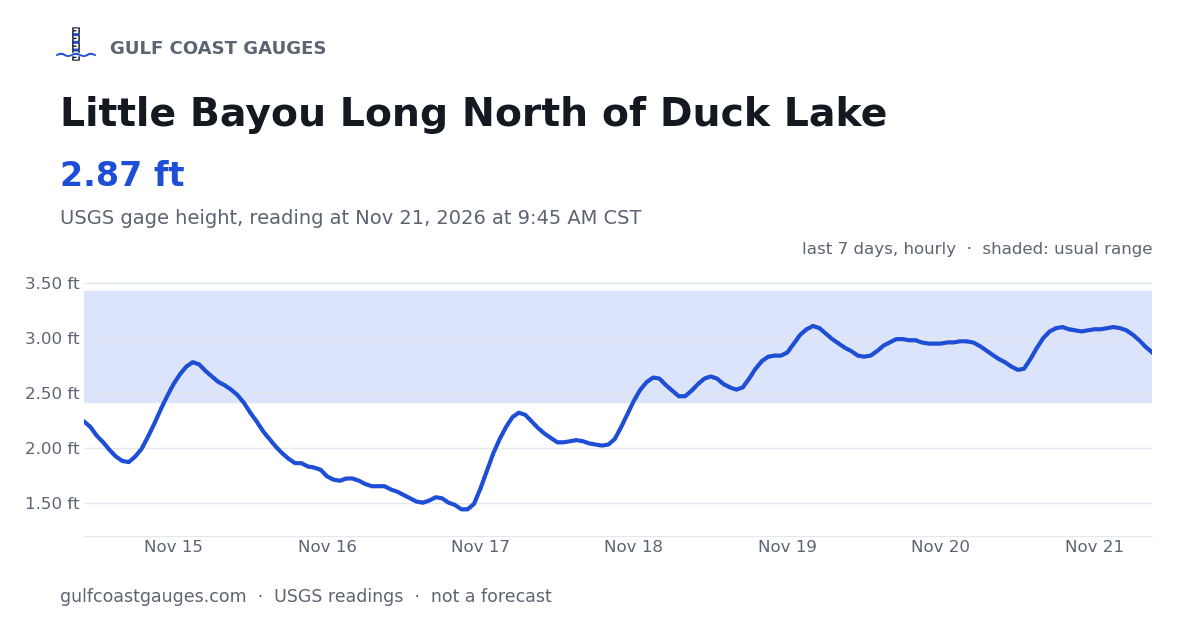 GULF COAST GAUGES
Little Bayou Long North of Duck Lake
2.87 ft
USGS gage height, reading at Nov 21, 2026 at 9:45 AM CST
last 7 days, hourly · shaded: usual range
3.50 ft
3.00 ft
2.50 ft
2.00 ft
1.50 ft
Nov 15 Nov 16 Nov 17 Nov 18 Nov 19 Nov 20 Nov 21
gulfcoastgauges.com · USGS readings · not a forecast